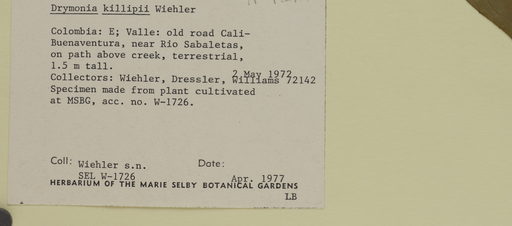 Drymonia killipii Wiehler
Colombia: E; Valle: old road Cali-
Buenaventura, near Rio Sabaletas,
on path above creek, terrestrial,
1.5 m tall.
2 May 1972
Collectors: Wiehler, Dressler, Williams 72142
Specimen made from plant cultivated
at MSBG, acc. no. W-1726.
Coll: Wiehler s.n. Date:
SEL W-1726 Apr. 1977
HERBARIUM OF THE MARIE SELBY BOTANICAL GARDENS
LB